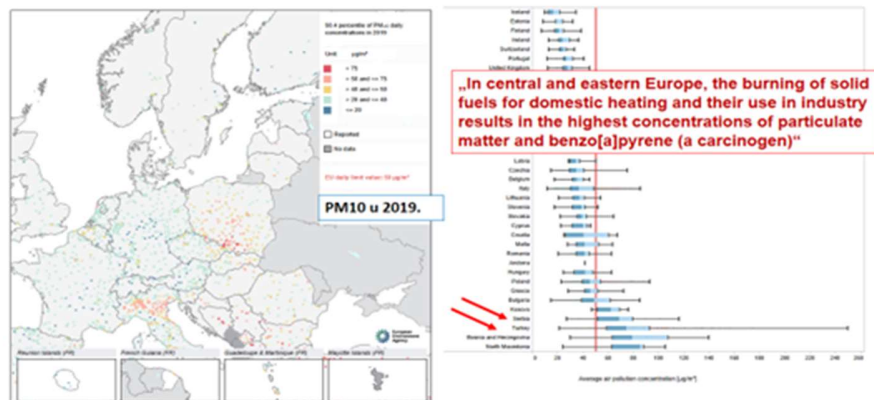 90.4 percentile of PM₁₀ daily
concentrations in 2019
Unit µg/m³
> 75
> 50 and <= 75
> 40 and <= 50
> 20 and <= 40
<= 20
Reported
No data
EU daily limit value: 50 µg/m³
PM10 u 2019.
European
Environment
Agency
Reunion Islands (FR)
French Guiana (FR)
Guadeloupe & Martinique (FR)
Mayotte Islands (FR)
Iceland
Estonia
Finland
Ireland
Switzerland
Portugal
United Kingdom
„In central and eastern Europe, the burning of solid
fuels for domestic heating and their use in industry
results in the highest concentrations of particulate
matter and benzo[a]pyrene (a carcinogen)“
Latvia
Czechia
Belgium
Italy
Lithuania
Slovenia
Slovakia
Cyprus
Croatia
Malta
Romania
Andorra
Hungary
Poland
Greece
Bulgaria
Kosovo
Serbia
Turkey
Bosnia and Herzegovina
North Macedonia
0 20 40 60 80 100 120 140 160 180 200 220 240 260
Average air pollution concentration [µg/m³]